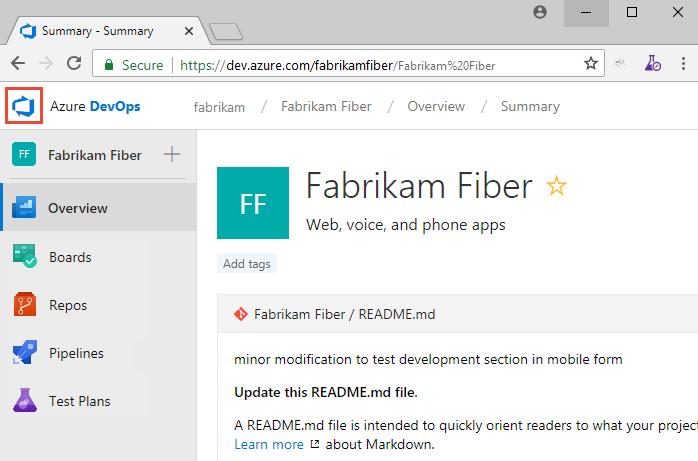 Summary - Summary
Secure https://dev.azure.com/fabrikamfiber/Fabrikam%20Fiber
Azure DevOps fabrikam / Fabrikam Fiber / Overview / Summary
FF Fabrikam Fiber
Overview
Boards
Repos
Pipelines
Test Plans
FF
Fabrikam Fiber
Web, voice, and phone apps
Add tags
Fabrikam Fiber / README.md
minor modification to test development section in mobile form
Update this README.md file.
A README.md file is intended to quickly orient readers to what your project
Learn more about Markdown.